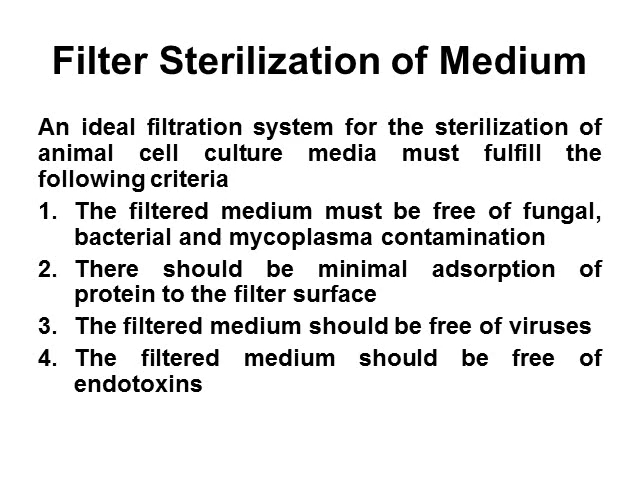 Filter Sterilization of Medium
An ideal filtration system for the sterilization of
animal cell culture media must fulfill the
following criteria
1. The filtered medium must be free of fungal,
bacterial and mycoplasma contamination
2. There should be minimal adsorption of
protein to the filter surface
3. The filtered medium should be free of viruses
4. The filtered medium should be free of
endotoxins